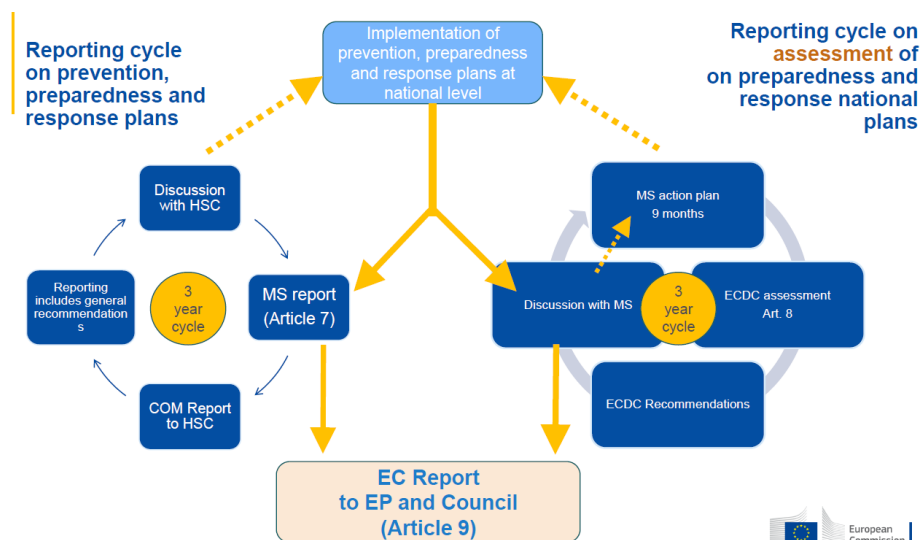 Reporting cycle
on prevention,
preparedness and
response plans
Implementation of
prevention, preparedness
and response plans at
national level
Reporting cycle on
assessment of
on preparedness and
response national
plans
Discussion
with HSC
Reporting
includes general
recommendation
s
3
year
cycle
MS report
(Article 7)
COM Report
to HSC
MS action plan
9 months
Discussion with MS
3
year
cycle
ECDC assessment
Art. 8
ECDC Recommendations
EC Report
to EP and Council
(Article 9)
European
Commission